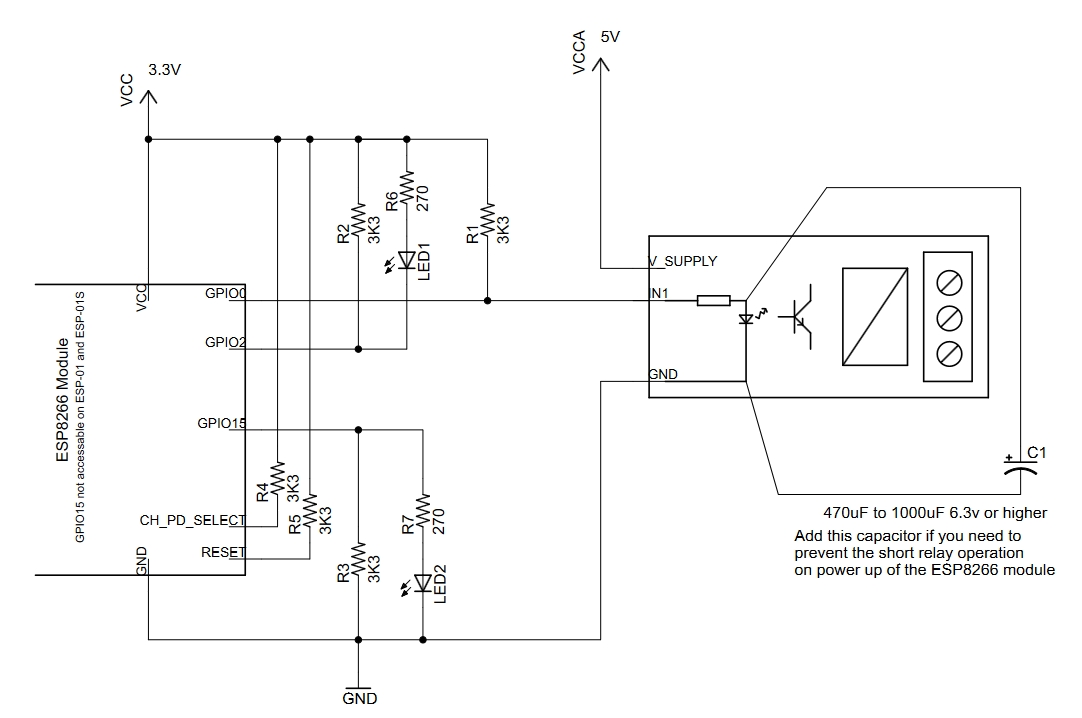 VCCA
5V
VCC
3.3V
R6
270
R2
3K3
R1
3K3
LED1
V_SUPPLY
IN1
GND
VCC
GPIO0
GPIO2
GPIO15
ESP8266 Module
GPIO15 not accessable on ESP-01 and ESP-01S
R4
3K3
R5
3K3
CH_PD_SELECT
RESET
GND
R3
3K3
R7
270
LED2
GND
+
C1
470uF to 1000uF 6.3v or higher
Add this capacitor if you need to
prevent the short relay operation
on power up of the ESP8266 module